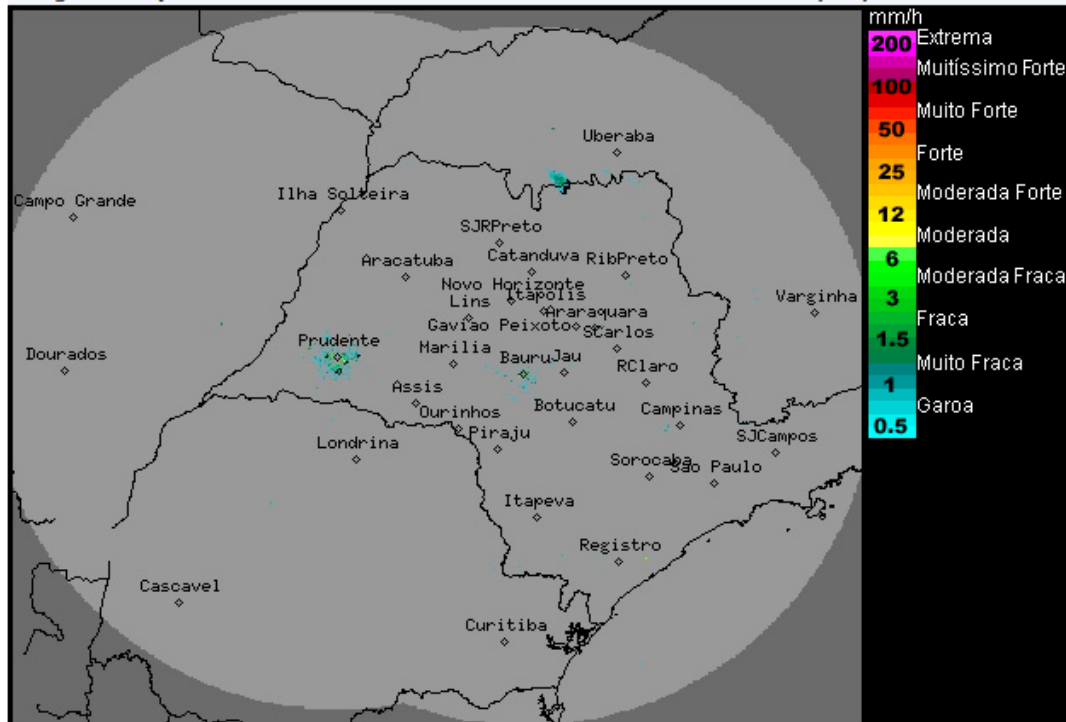 mm/h
200 Extrema
Muitíssimo Forte
100
Muito Forte
50
Forte
25
Moderada Forte
12
Moderada
6
Moderada Fraca
3
Fraca
1.5
Muito Fraca
1
Garoa
0.5
Uberaba
Campo Grande
Ilha Solteira
SJRPreto
Aracatuba
Catanduva
RibPreto
Novo Horizonte
Lins
Itapolis
Varginha
Araraquara
Gaviao Peixoto
SCarlos
Prudente
Marilia
Dourados
Bauru
Jau
RClaro
Assis
Ourinhos
Botucatu
Campinas
Londrina
Piraju
SJCampos
Sorocaba
Sao Paulo
Itapeva
Registro
Cascavel
Curitiba